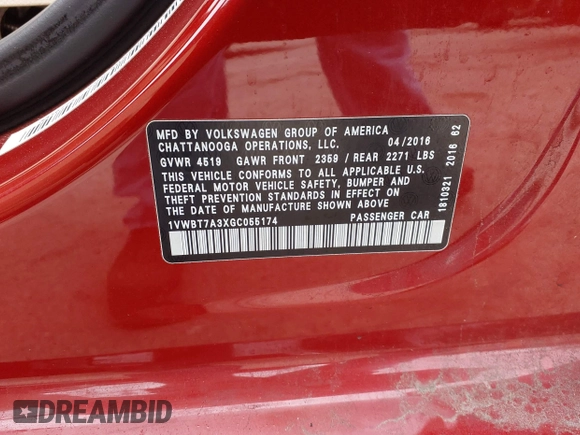 MFD BY VOLKSWAGEN GROUP OF AMERICA
CHATTANOOGA OPERATIONS, LLC. 04/2016
GVWR 4519 GAWR FRONT 2359 / REAR 2271 LBS
THIS VEHICLE CONFORMS TO ALL APPLICABLE U.S.
FEDERAL MOTOR VEHICLE SAFETY, BUMPER AND
THEFT PREVENTION STANDARDS IN EFFECT ON
THE DATE OF MANUFACTURE SHOWN ABOVE
1VWBT7A3XGC055174 PASSENGER CAR
1810321 2016 62
DREAMBID